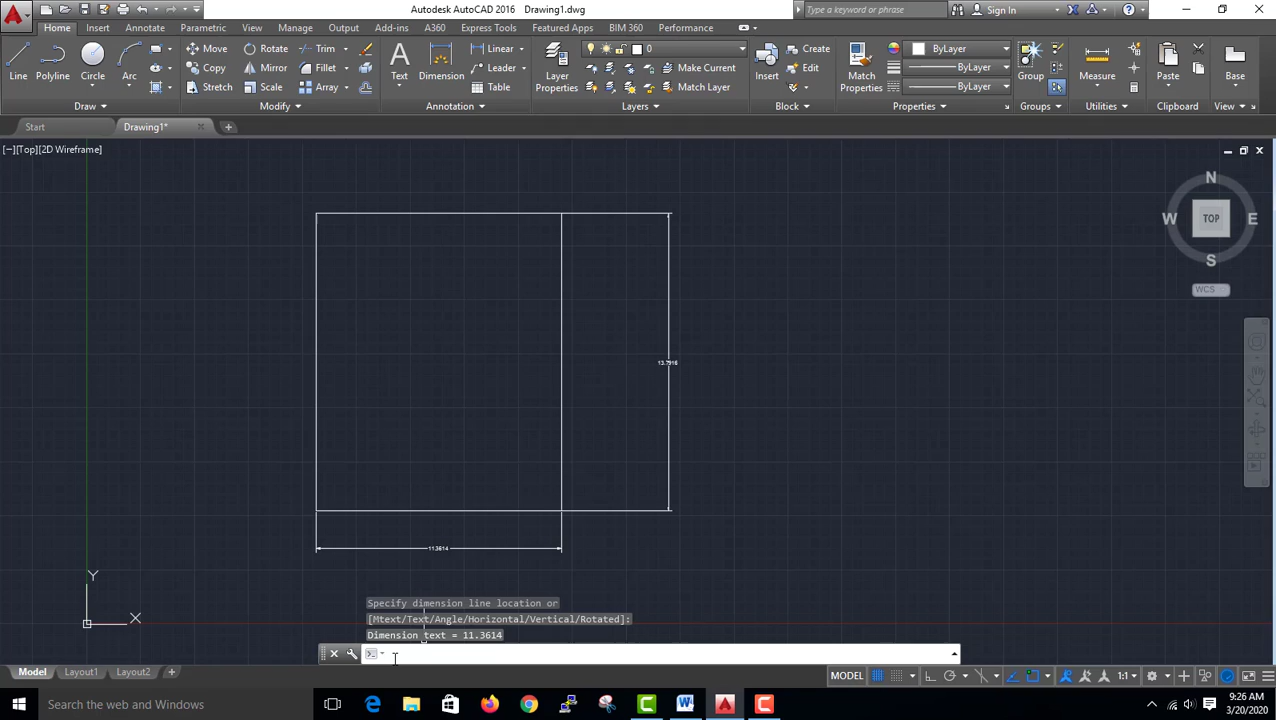 Autodesk AutoCAD 2016 Drawing1.dwg
Type a keyword or phrase
Sign In
Home Insert Annotate Parametric View Manage Output Add-ins A360 Express Tools Featured Apps BIM 360 Performance
Line Polyline Circle Arc
Move Rotate Trim
Copy Mirror Fillet
Stretch Scale Array
Text Dimension
Linear
Leader
Table
Layer Properties
0
Make Current
Match Layer
Insert
Create
Edit
Match Properties
ByLayer
ByLayer
ByLayer
Group
Measure
Paste
Base
Draw Modify Annotation Layers Block Properties Groups Utilities Clipboard View
Start Drawing1*
[−][Top][2D Wireframe]
N
W TOP E
S
WCS
11.3614
Y
X
Specify dimension line location or
[Mtext/Text/Angle/Horizontal/Vertical/Rotated]:
Dimension text = 11.3614
Model Layout1 Layout2
MODEL
1:1
Search the web and Windows
9:26 AM
3/20/2020